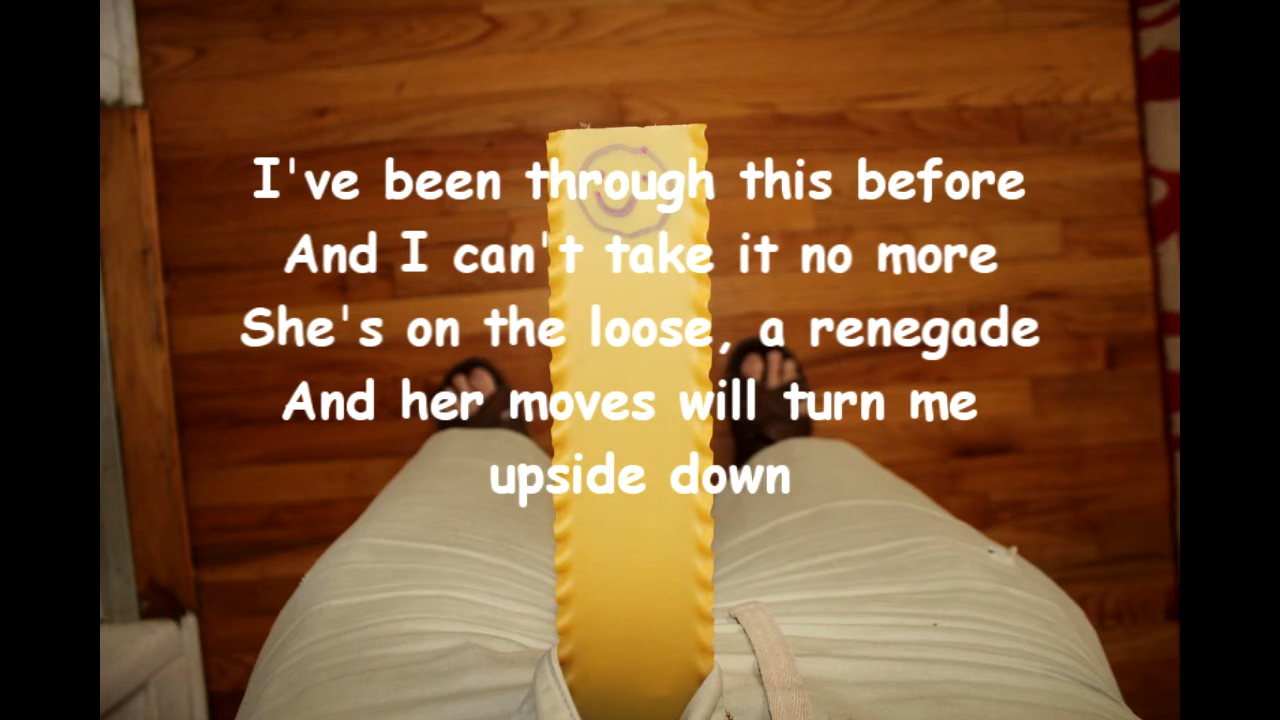 I've been through this before
And I can't take it no more
She's on the loose, a renegade
And her moves will turn me
upside down